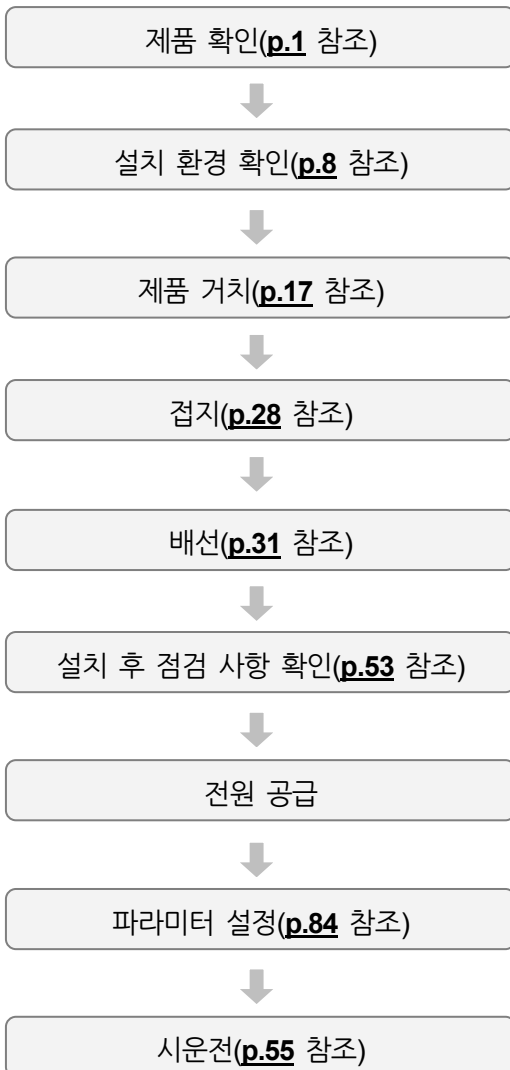 제품 확인(p.1 참조)
설치 환경 확인(p.8 참조)
제품 거치(p.17 참조)
접지(p.28 참조)
배선(p.31 참조)
설치 후 점검 사항 확인(p.53 참조)
전원 공급
파라미터 설정(p.84 참조)
시운전(p.55 참조)